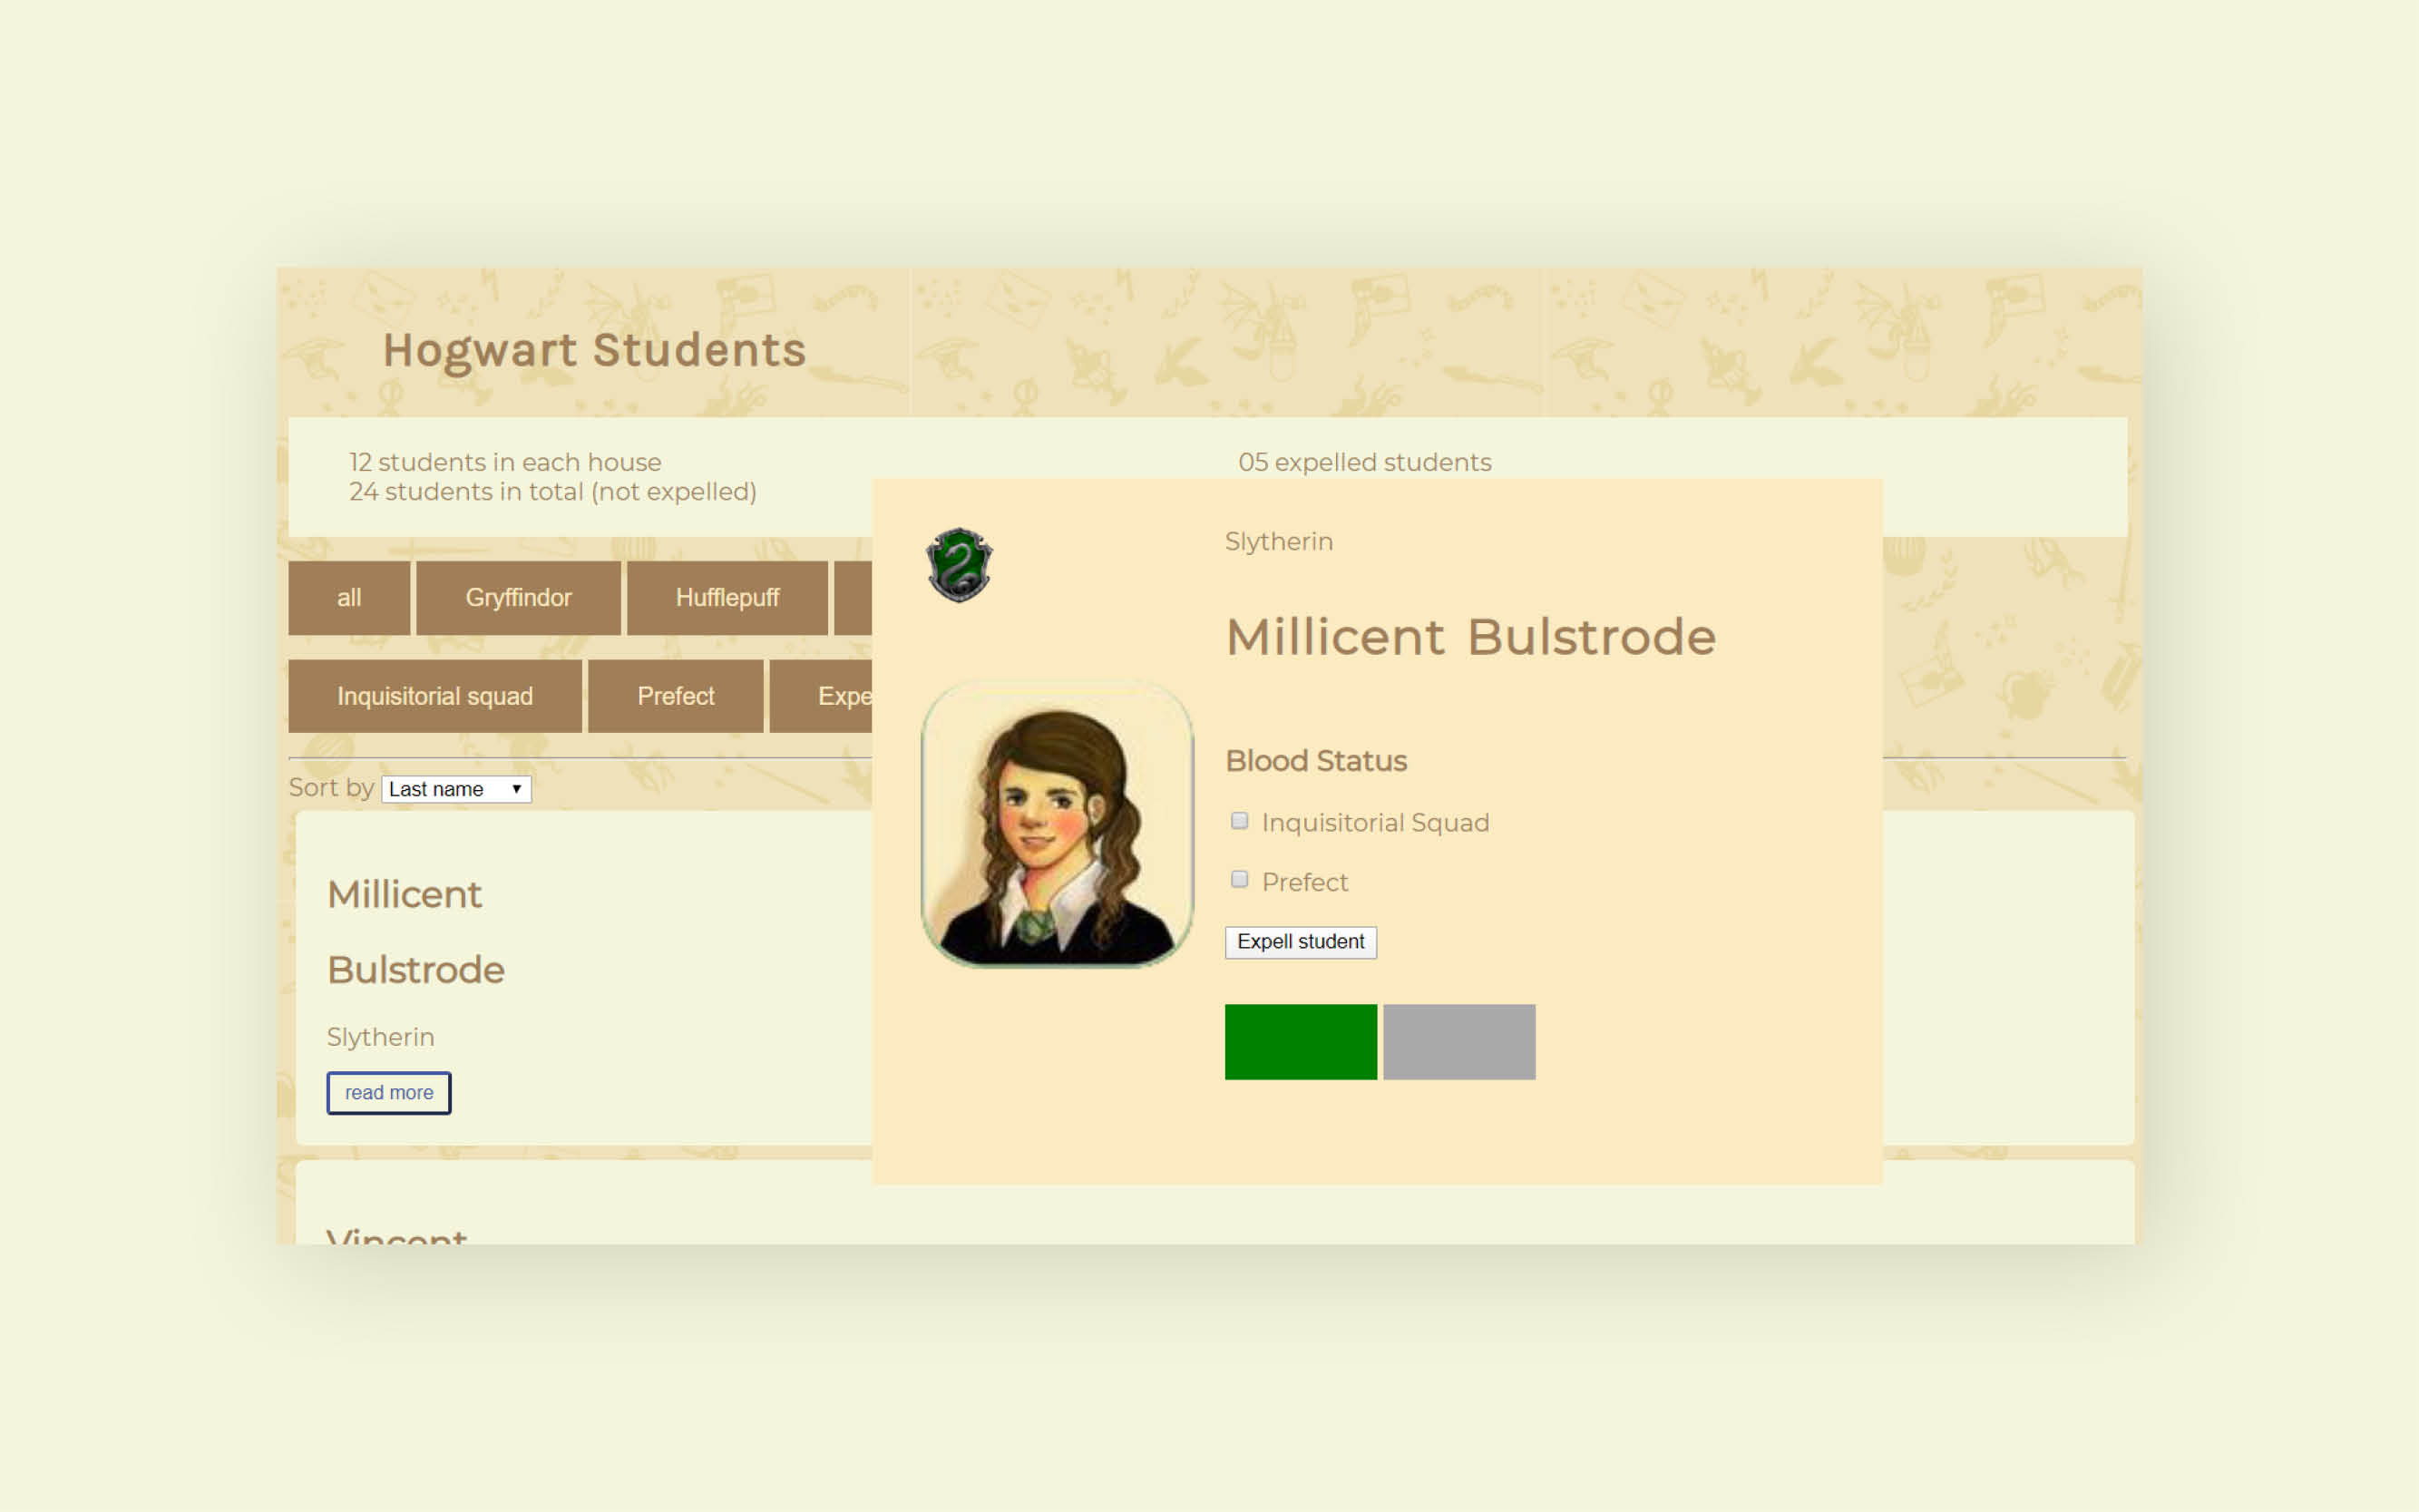 Hogwart Students
12 students in each house
24 students in total (not expelled)
05 expelled students
all
Gryffindor
Hufflepuff
Inquisitorial squad
Prefect
Expe
Sort by Last name
Millicent
Bulstrode
Slytherin
read more
Vincent
Slytherin
Millicent Bulstrode
Blood Status
Inquisitorial Squad
Prefect
Expell student